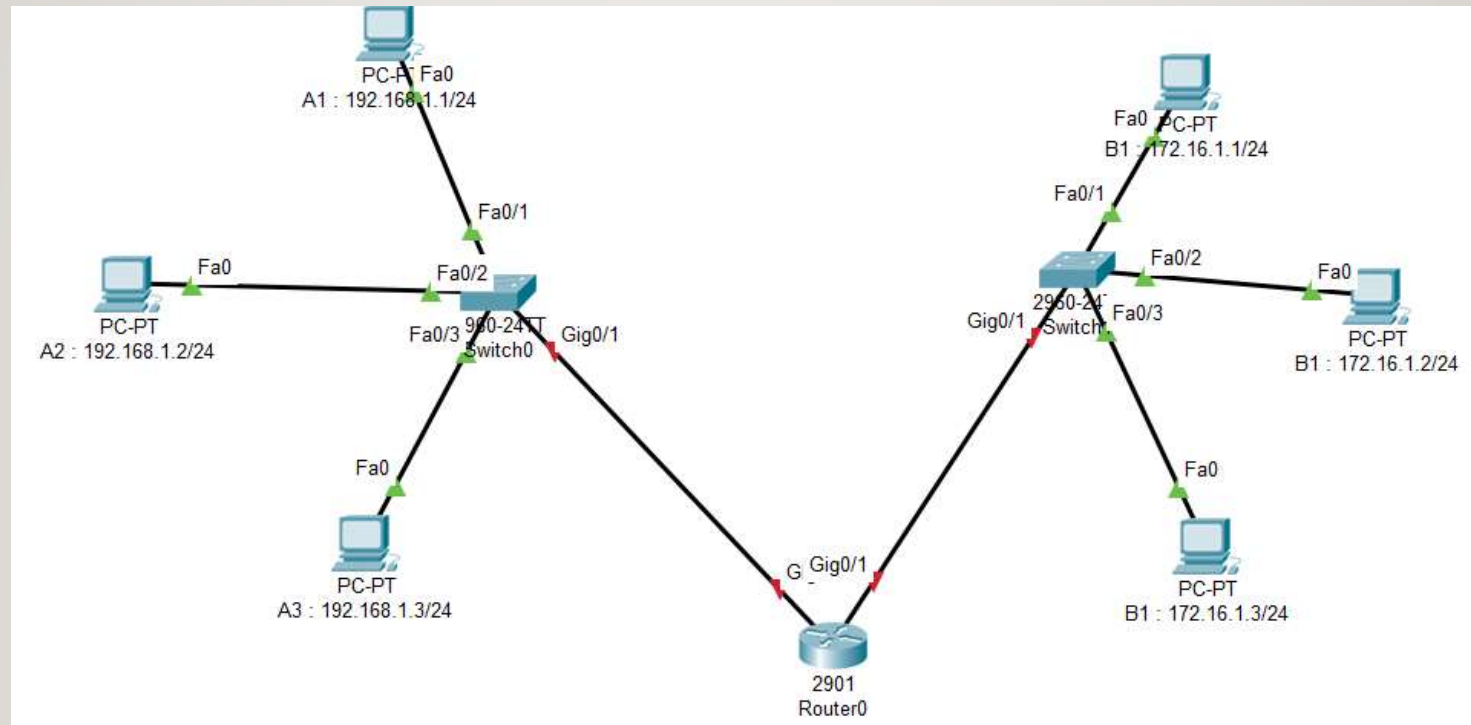 PC-PT
Fa0
A1 : 192.168.1.1/24
Fa0/1
Fa0
Fa0/2
PC-PT
A2 : 192.168.1.2/24
Fa0/3
Switch0
Gig0/1
Fa0
PC-PT
A3 : 192.168.1.3/24
Fa0
PC-PT
B1 : 172.16.1.1/24
Fa0/1
Fa0/2
Fa0
Gig0/1
Switch
Fa0/3
PC-PT
B1 : 172.16.1.2/24
Fa0
PC-PT
B1 : 172.16.1.3/24
G
Gig0/1
2901
Router0